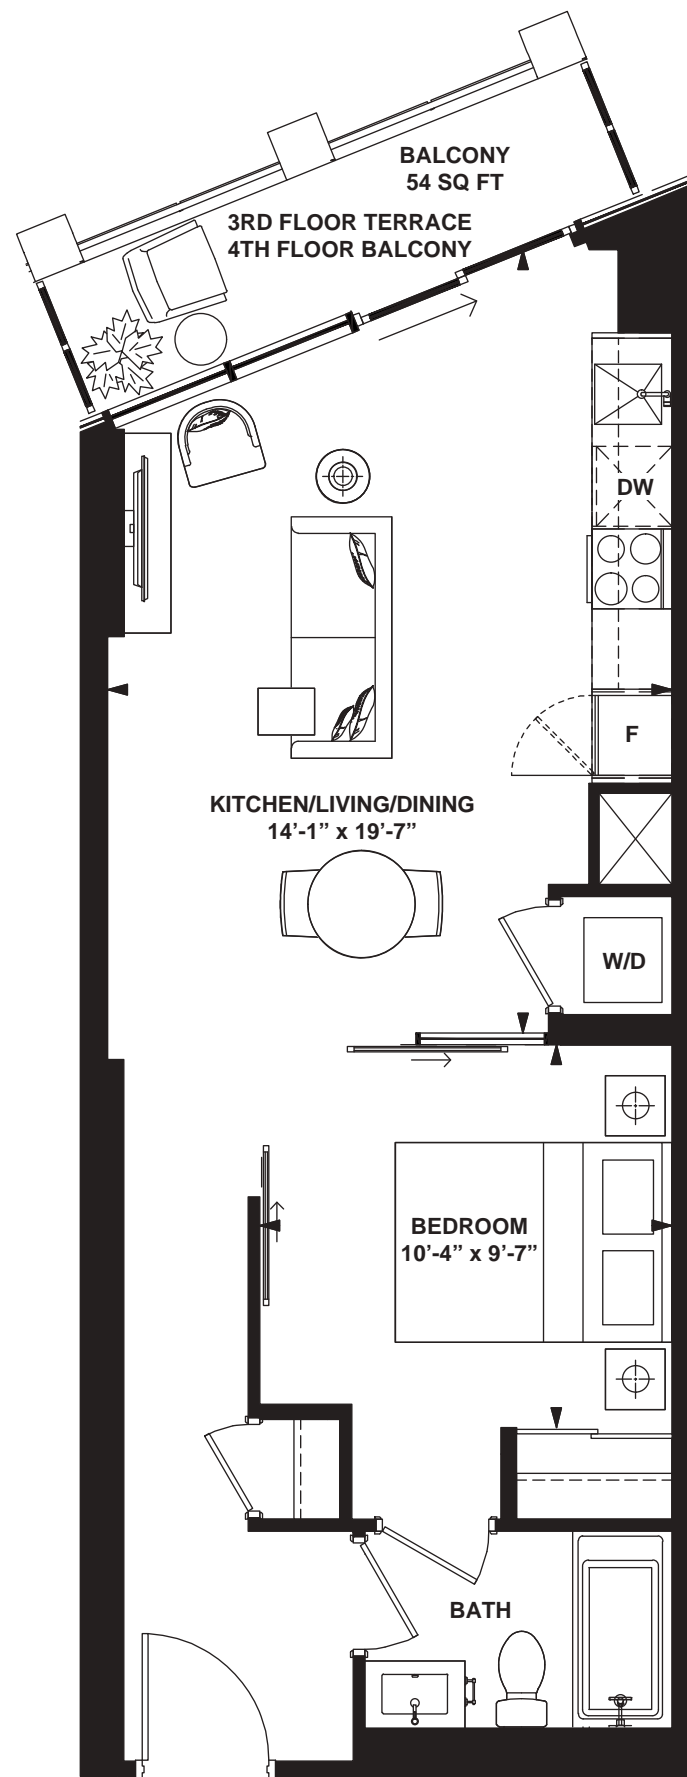 BALCONY
54 SQ FT
3RD FLOOR TERRACE
4TH FLOOR BALCONY
DW
F
KITCHEN/LIVING/DINING
14’-1” x 19’-7”
W/D
BEDROOM
10’-4” x 9’-7”
BATH